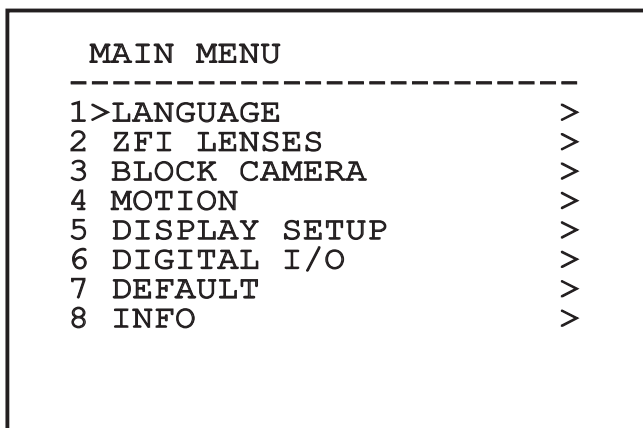 MAIN MENU
------------------------
1>LANGUAGE >
2 ZFI LENSES >
3 BLOCK CAMERA >
4 MOTION >
5 DISPLAY SETUP >
6 DIGITAL I/O >
7 DEFAULT >
8 INFO >